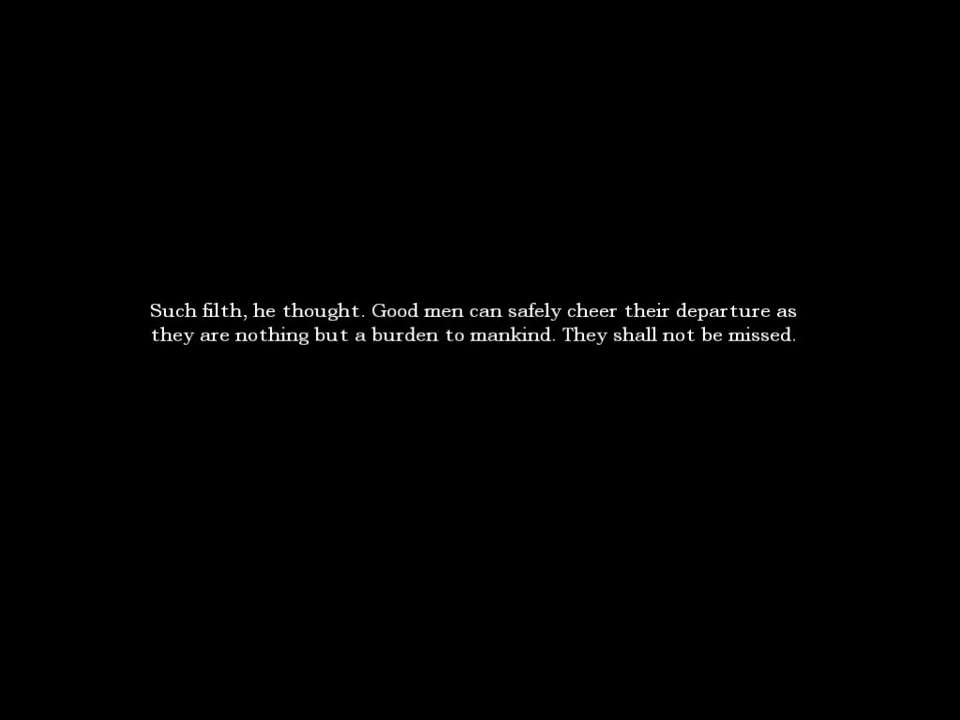 Such filth, he thought. Good men can safely cheer their departure as
they are nothing but a burden to mankind. They shall not be missed.